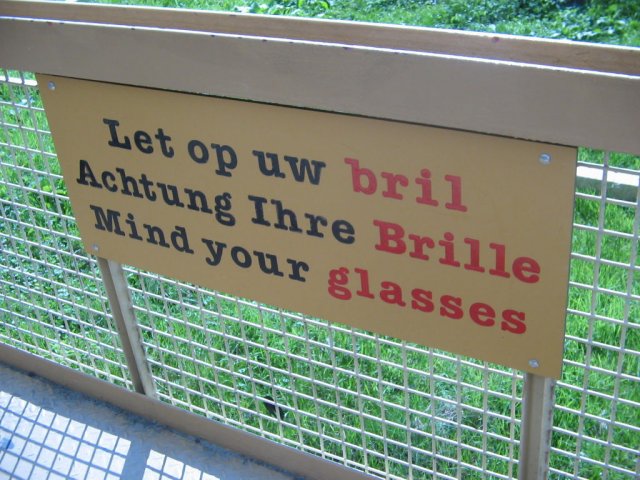 Let op uw bril
Achtung Ihre Brille
Mind your glasses